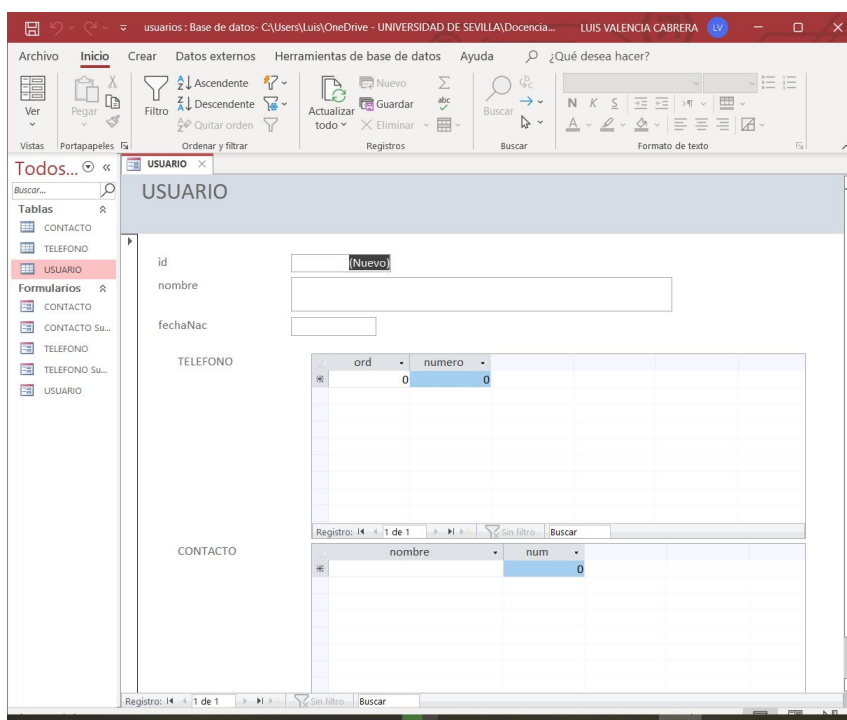 usuarios : Base de datos- C:\Users\Luis\OneDrive - UNIVERSIDAD DE SEVILLA\Docencia... LUIS VALENCIA CABRERA LV
Archivo Inicio Crear Datos externos Herramientas de base de datos Ayuda ¿Qué desea hacer?
Ver
Pegar
Filtro
Ascendente
Descendente
Quitar orden
Actualizar todo
Nuevo
Guardar
Eliminar
abc
Buscar
N K S
A
Vistas Portapapeles Ordenar y filtrar Registros Buscar Formato de texto
Todos...
Buscar...
Tablas
CONTACTO
TELEFONO
USUARIO
Formularios
CONTACTO
CONTACTO Su...
TELEFONO
TELEFONO Su...
USUARIO
USUARIO
USUARIO
id (Nuevo)
nombre
fechaNac
TELEFONO
ord numero
0 0
Registro: 1 de 1 Sin filtro Buscar
CONTACTO
nombre num
0
Registro: 1 de 1 Sin filtro Buscar